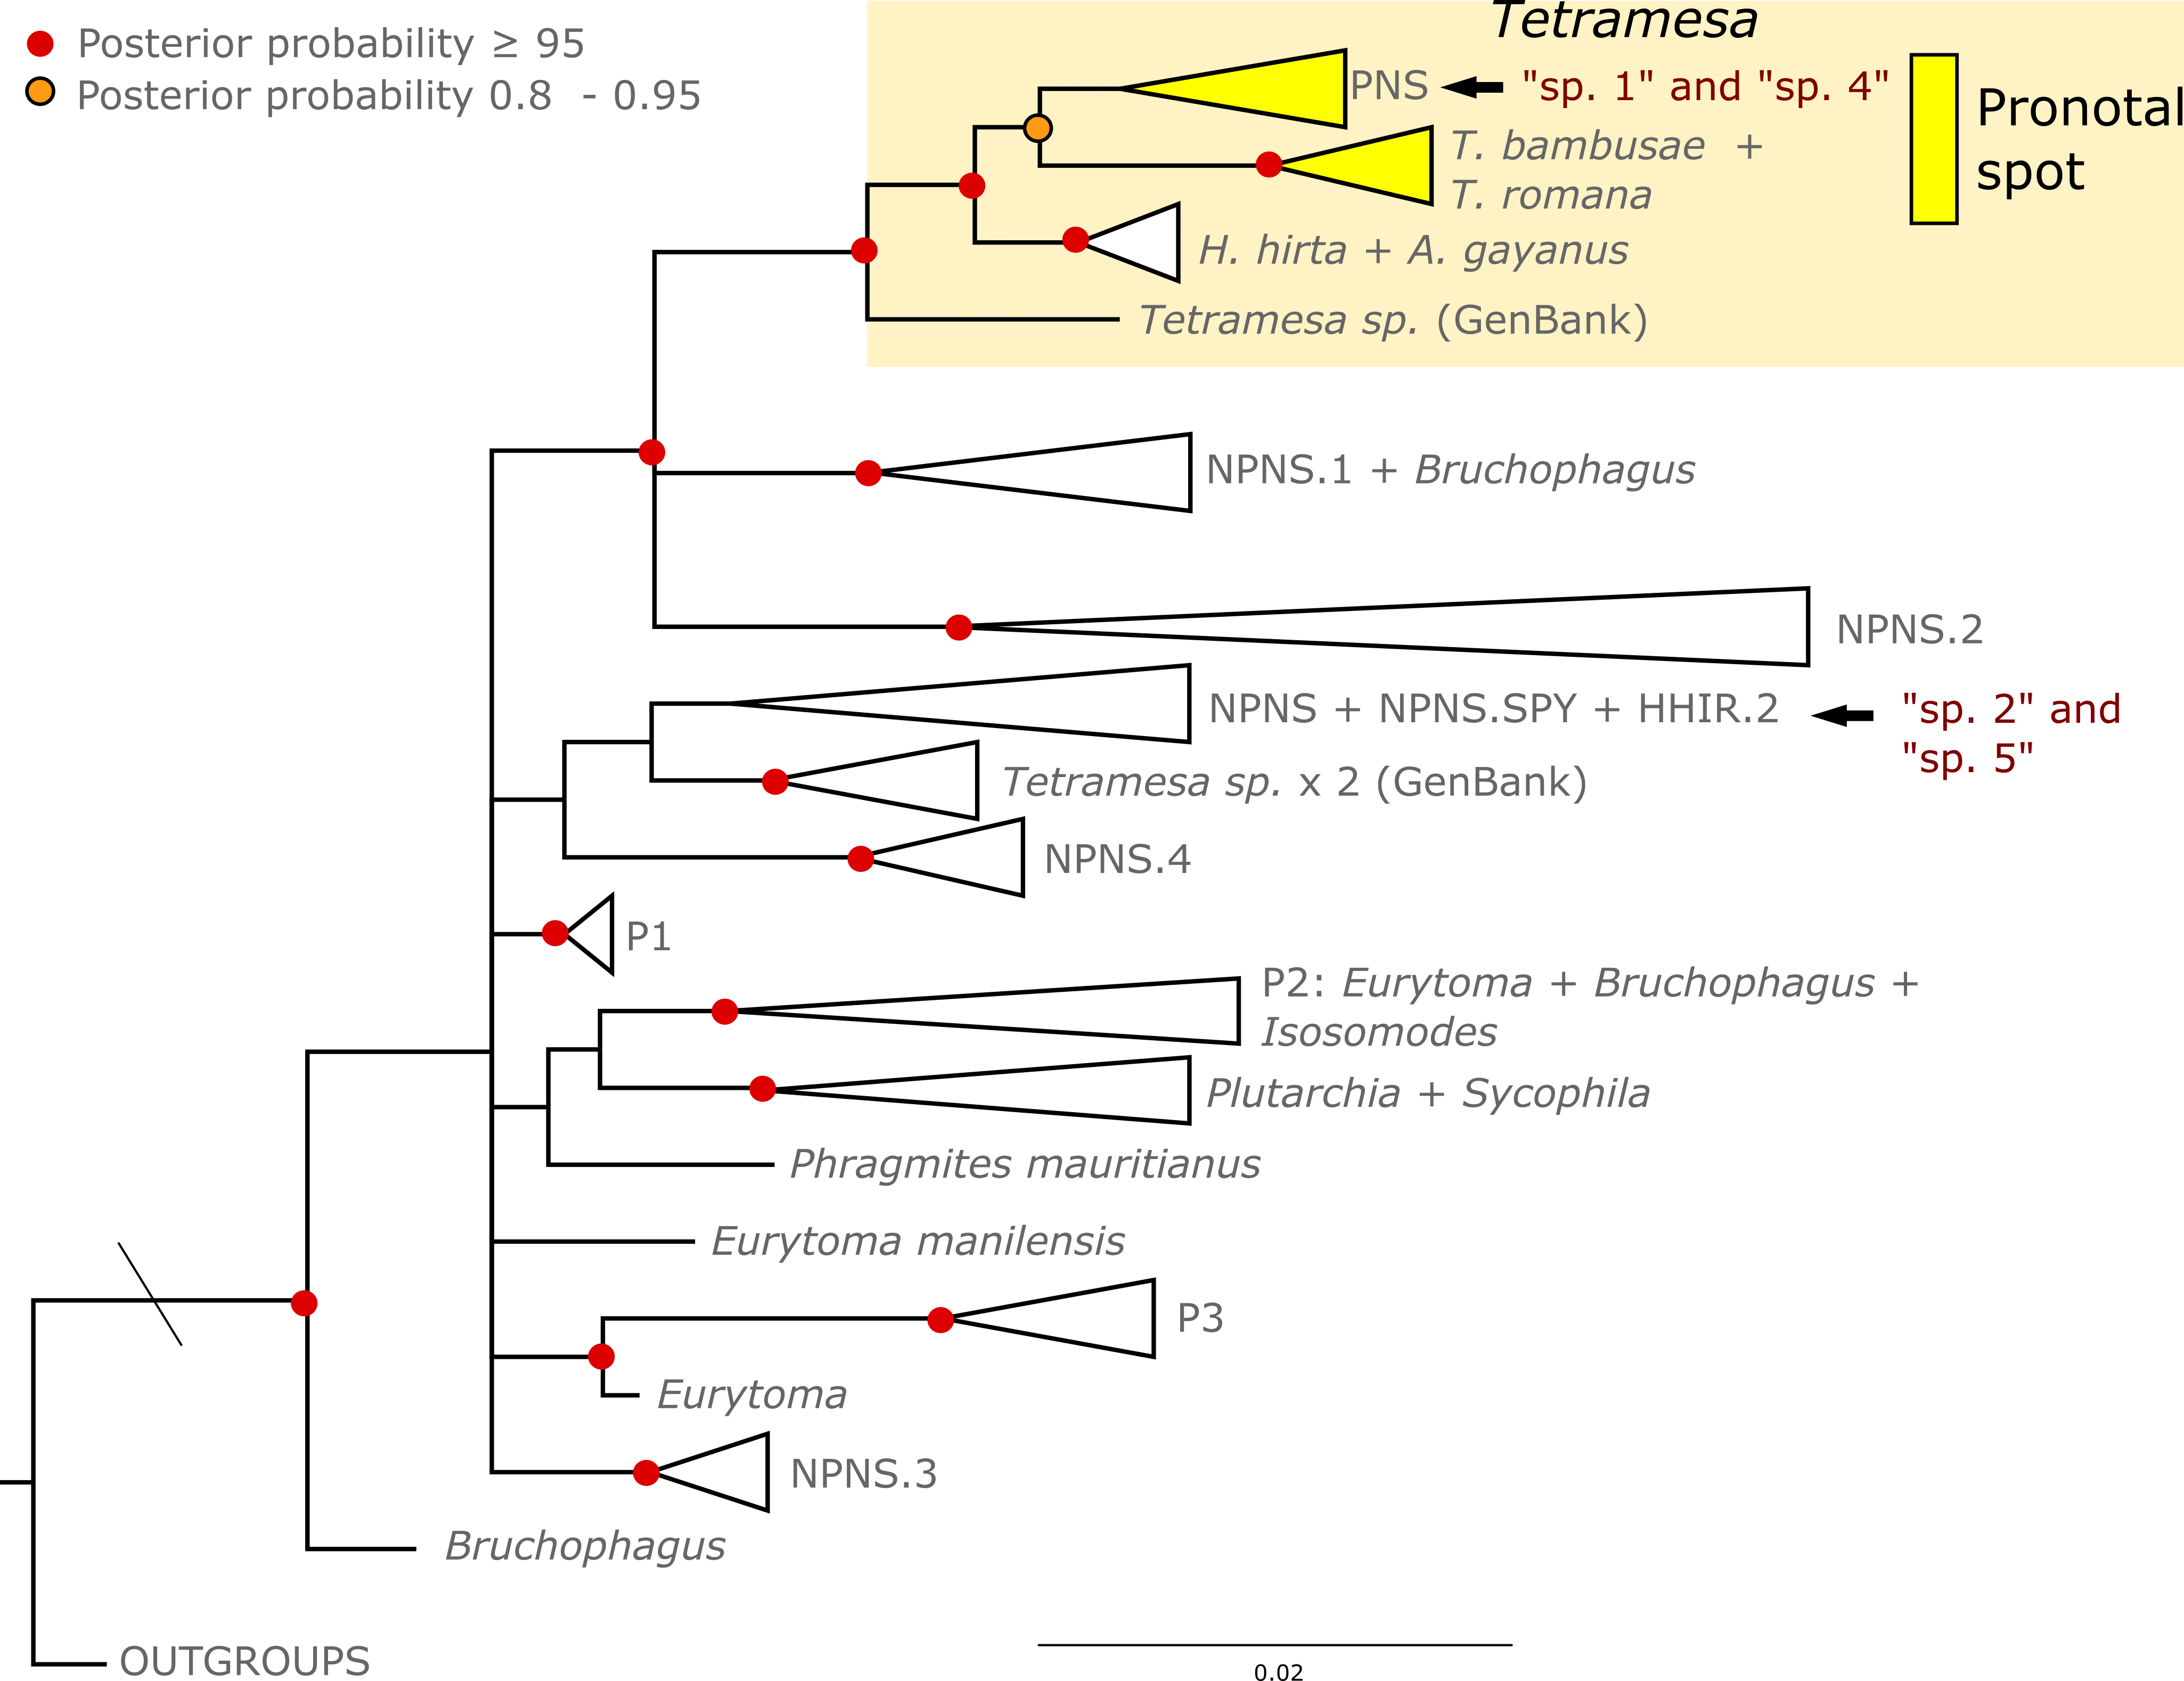 Tetramesa
Posterior probability ≥ 95
Posterior probability 0.8 - 0.95
PNS
"sp. 1" and "sp. 4"
Pronotal
spot
T. bambusae +
T. romana
H. hirta + A. gayanus
Tetramesa sp. (GenBank)
NPNS.1 + Bruchophagus
NPNS.2
NPNS + NPNS.SPY + HHIR.2
"sp. 2" and
"sp. 5"
Tetramesa sp. x 2 (GenBank)
NPNS.4
P1
P2: Eurytoma + Bruchophagus +
Isosomodes
Plutarchia + Sycophila
Phragmites mauritianus
Eurytoma manilensis
P3
Eurytoma
NPNS.3
Bruchophagus
OUTGROUPS
0.02